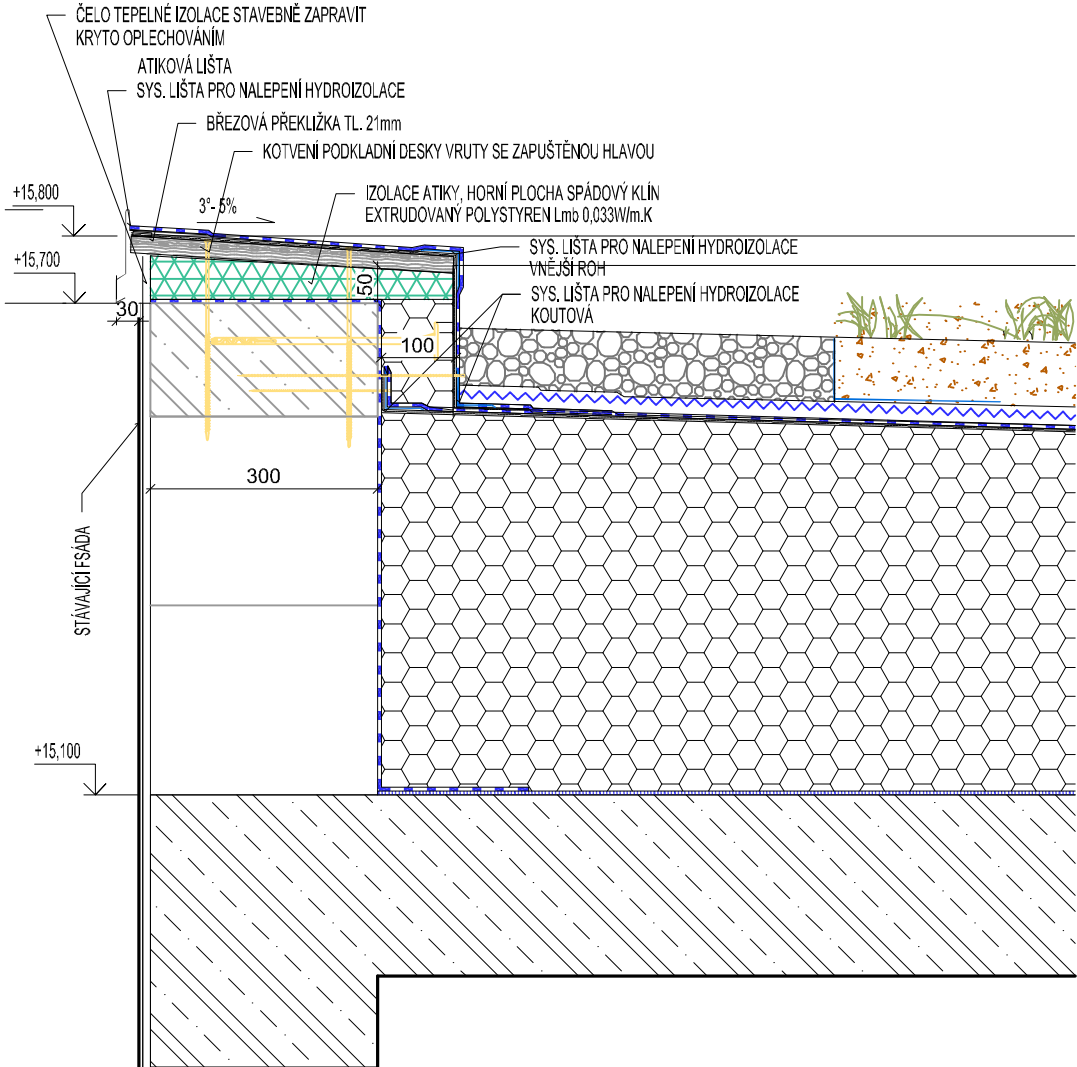 ČELO TEPELNÉ IZOLACE STAVEBNĚ ZAPRAVIT
KRYTO OPLECHOVÁNÍM
ATIKOVÁ LIŠTA
SYS. LIŠTA PRO NALEPENÍ HYDROIZOLACE
BŘEZOVÁ PŘEKLIŽKA TL. 21mm
KOTVENÍ PODKLADNÍ DESKY VRUTY SE ZAPUŠTĚNOU HLAVOU
IZOLACE ATIKY, HORNÍ PLOCHA SPÁDOVÝ KLÍN
EXTRUDOVANÝ POLYSTYREN Lmb 0,033W/m.K
+15,800
3°- 5%
SYS. LIŠTA PRO NALEPENÍ HYDROIZOLACE
VNĚJŠÍ ROH
+15,700
50
SYS. LIŠTA PRO NALEPENÍ HYDROIZOLACE
KOUTOVÁ
30
100
300
STÁVAJÍCÍ FSÁDA
+15,100